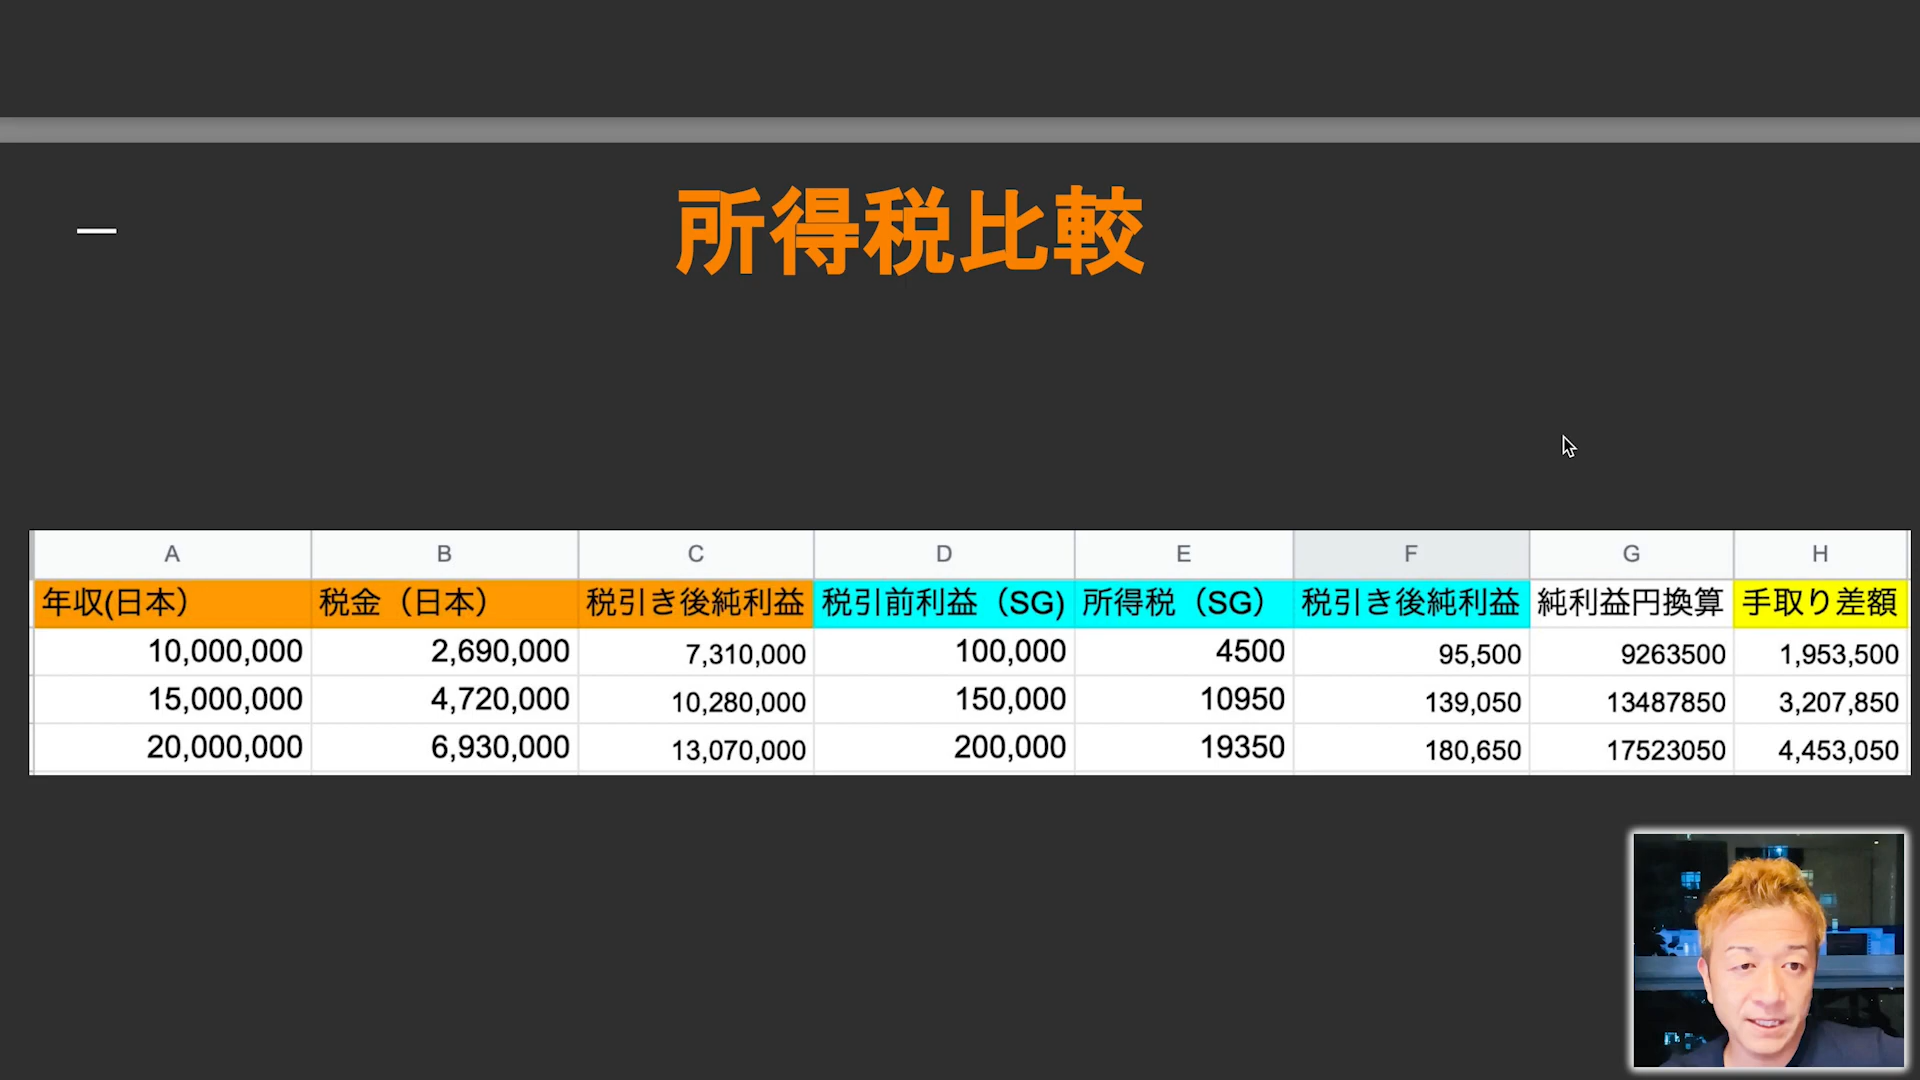 所得税比較
A B C D E F G H
年収(日本） 税金（日本） 税引き後純利益 税引前利益（SG) 所得税（SG） 税引き後純利益 純利益円換算 手取り差額
10,000,000 2,690,000 7,310,000 100,000 4500 95,500 9263500 1,953,500
15,000,000 4,720,000 10,280,000 150,000 10950 139,050 13487850 3,207,850
20,000,000 6,930,000 13,070,000 200,000 19350 180,650 17523050 4,453,050